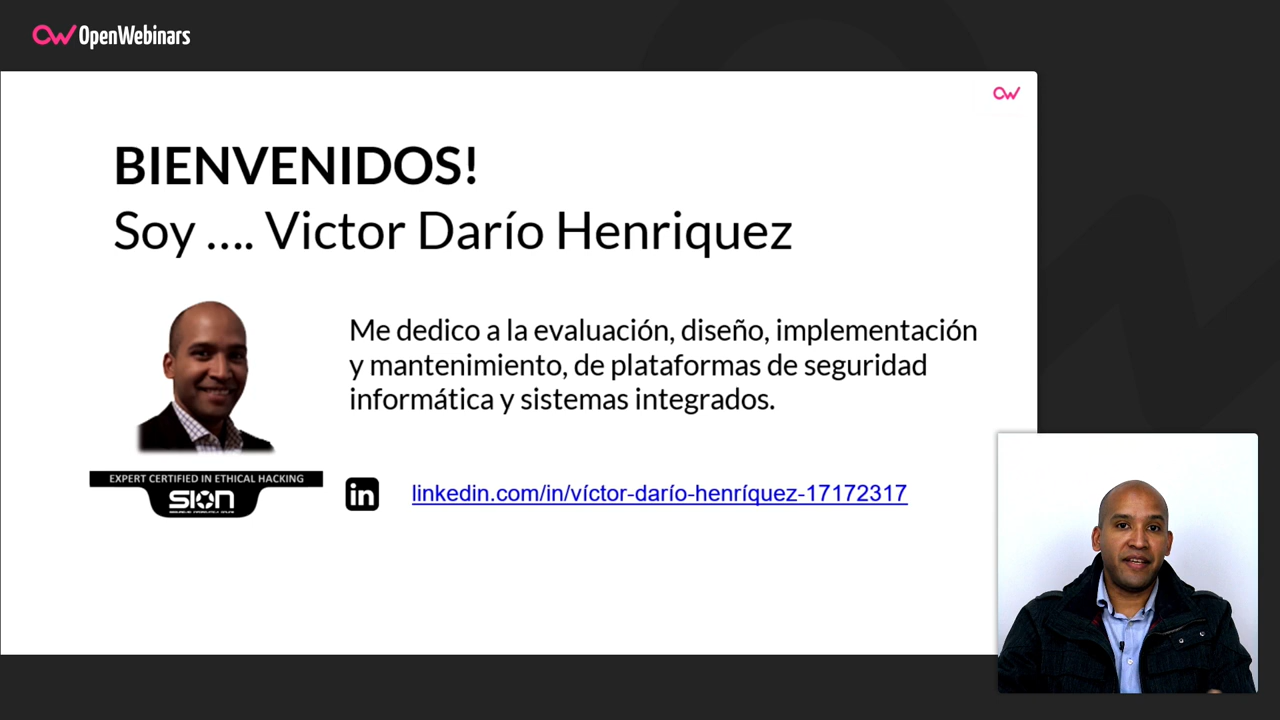 OpenWebinars
BIENVENIDOS!
Soy .... Victor Darío Henriquez
Me dedico a la evaluación, diseño, implementación
y mantenimiento, de plataformas de seguridad
informática y sistemas integrados.
EXPERT CERTIFIED IN ETHICAL HACKING
SION
in
linkedin.com/in/víctor-darío-henríquez-17172317